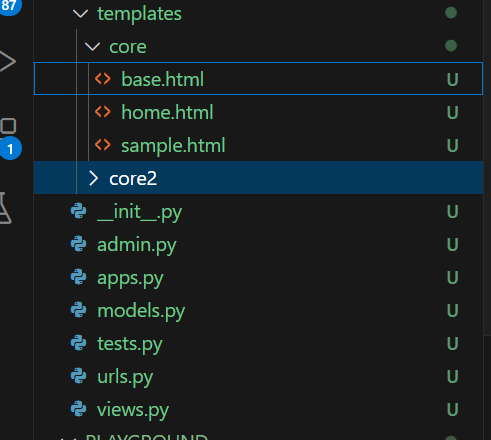 87
templates
core
base.html U
home.html U
sample.html U
1
core2
__init__.py U
admin.py U
apps.py U
models.py U
tests.py U
urls.py U
views.py U
PLAYGROUND